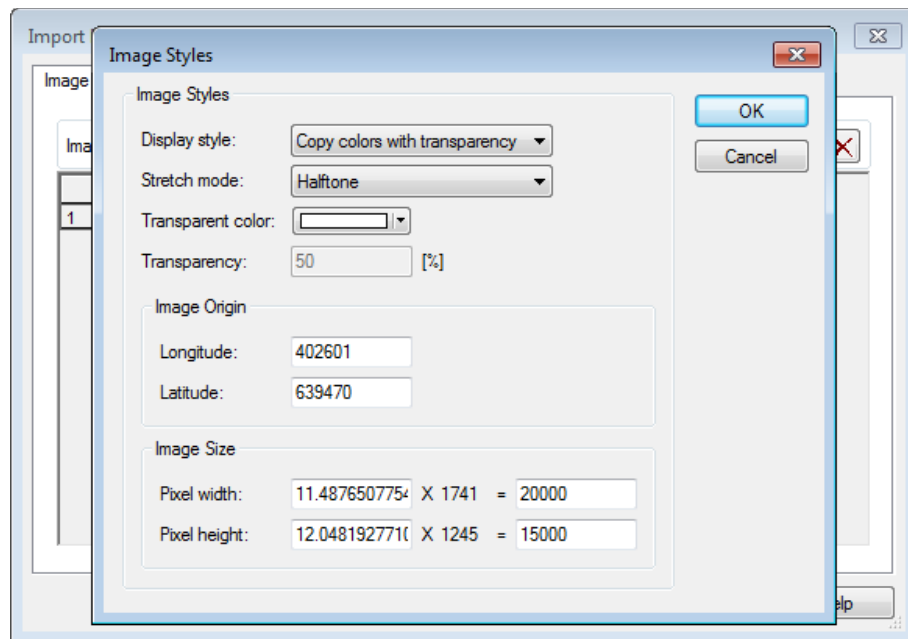 Import
Image Styles
Image
Image Styles
OK
Ima
Display style: Copy colors with transparency
Cancel
Stretch mode: Halftone
1
Transparent color:
Transparency: 50 [%]
Image Origin
Longitude: 402601
Latitude: 639470
Image Size
Pixel width: 11.4876507754 X 1741 = 20000
Pixel height: 12.0481927710 X 1245 = 15000
elp